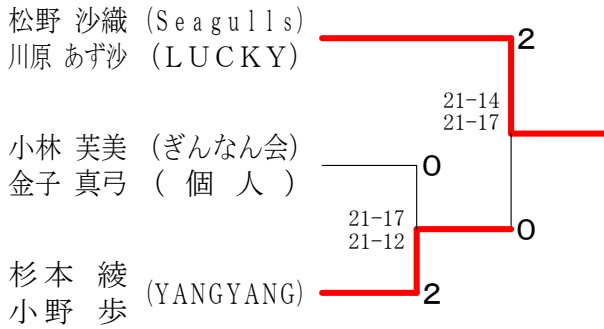 松野 沙織 (Seagulls)
川原 あず沙 (LUCKY)
2
21-14
21-17
小林 芙美 (ぎんなん会)
金子 真弓 (個人)
0
21-17
21-12
0
杉本 綾
小野 歩
(YANGYANG)
2